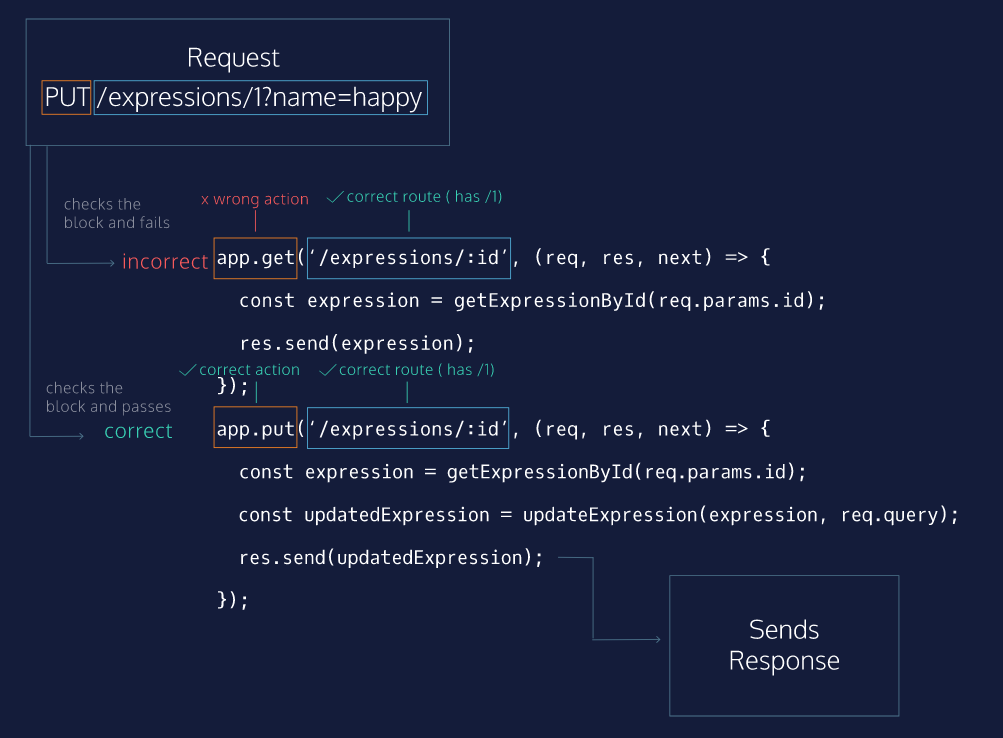 Request
PUT /expressions/1?name=happy
checks the
block and fails
x wrong action
correct route ( has /1)
incorrect
app.get(‘/expressions/:id’, (req, res, next) => {
const expression = getExpressionById(req.params.id);
res.send(expression);
});
correct action
correct route ( has /1)
checks the
block and passes
correct
app.put(‘/expressions/:id’, (req, res, next) => {
const expression = getExpressionById(req.params.id);
const updatedExpression = updateExpression(expression, req.query);
res.send(updatedExpression);
});
Sends
Response